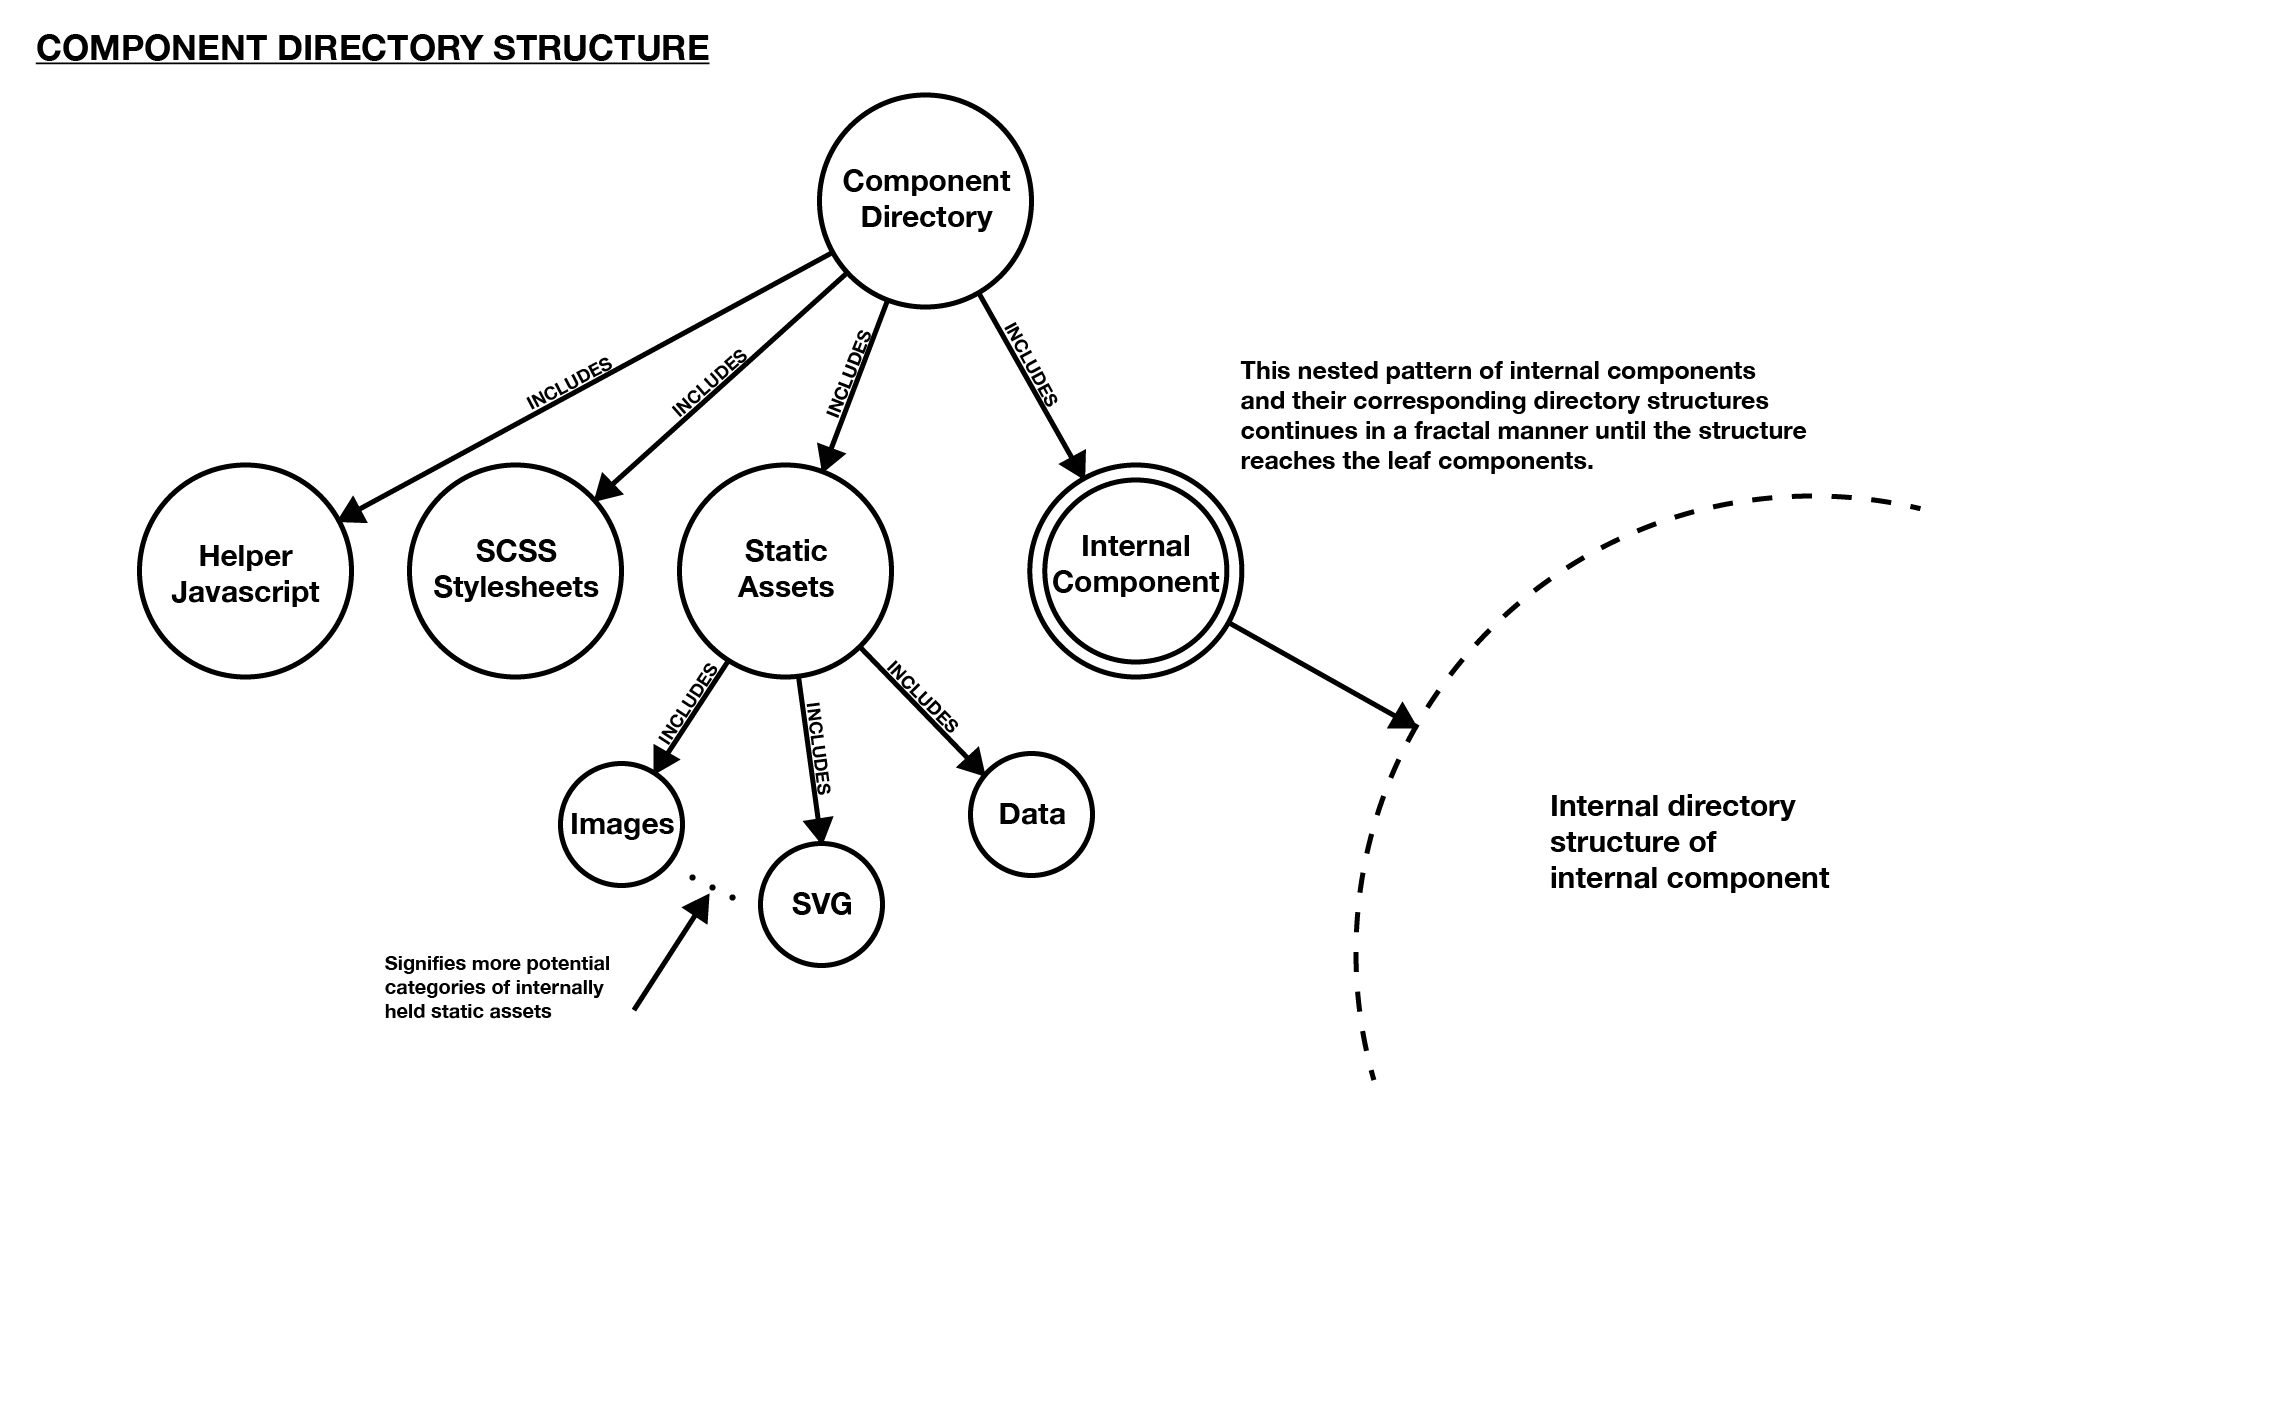 COMPONENT DIRECTORY STRUCTURE
Component
Directory
INCLUDES
INCLUDES
INCLUDES
INCLUDES
This nested pattern of internal components
and their corresponding directory structures
continues in a fractal manner until the structure
reaches the leaf components.
Helper
Javascript
SCSS
Stylesheets
Static
Assets
Internal
Component
INCLUDES
INCLUDES
INCLUDES
Images
SVG
Data
Internal directory
structure of
internal component
Signifies more potential
categories of internally
held static assets